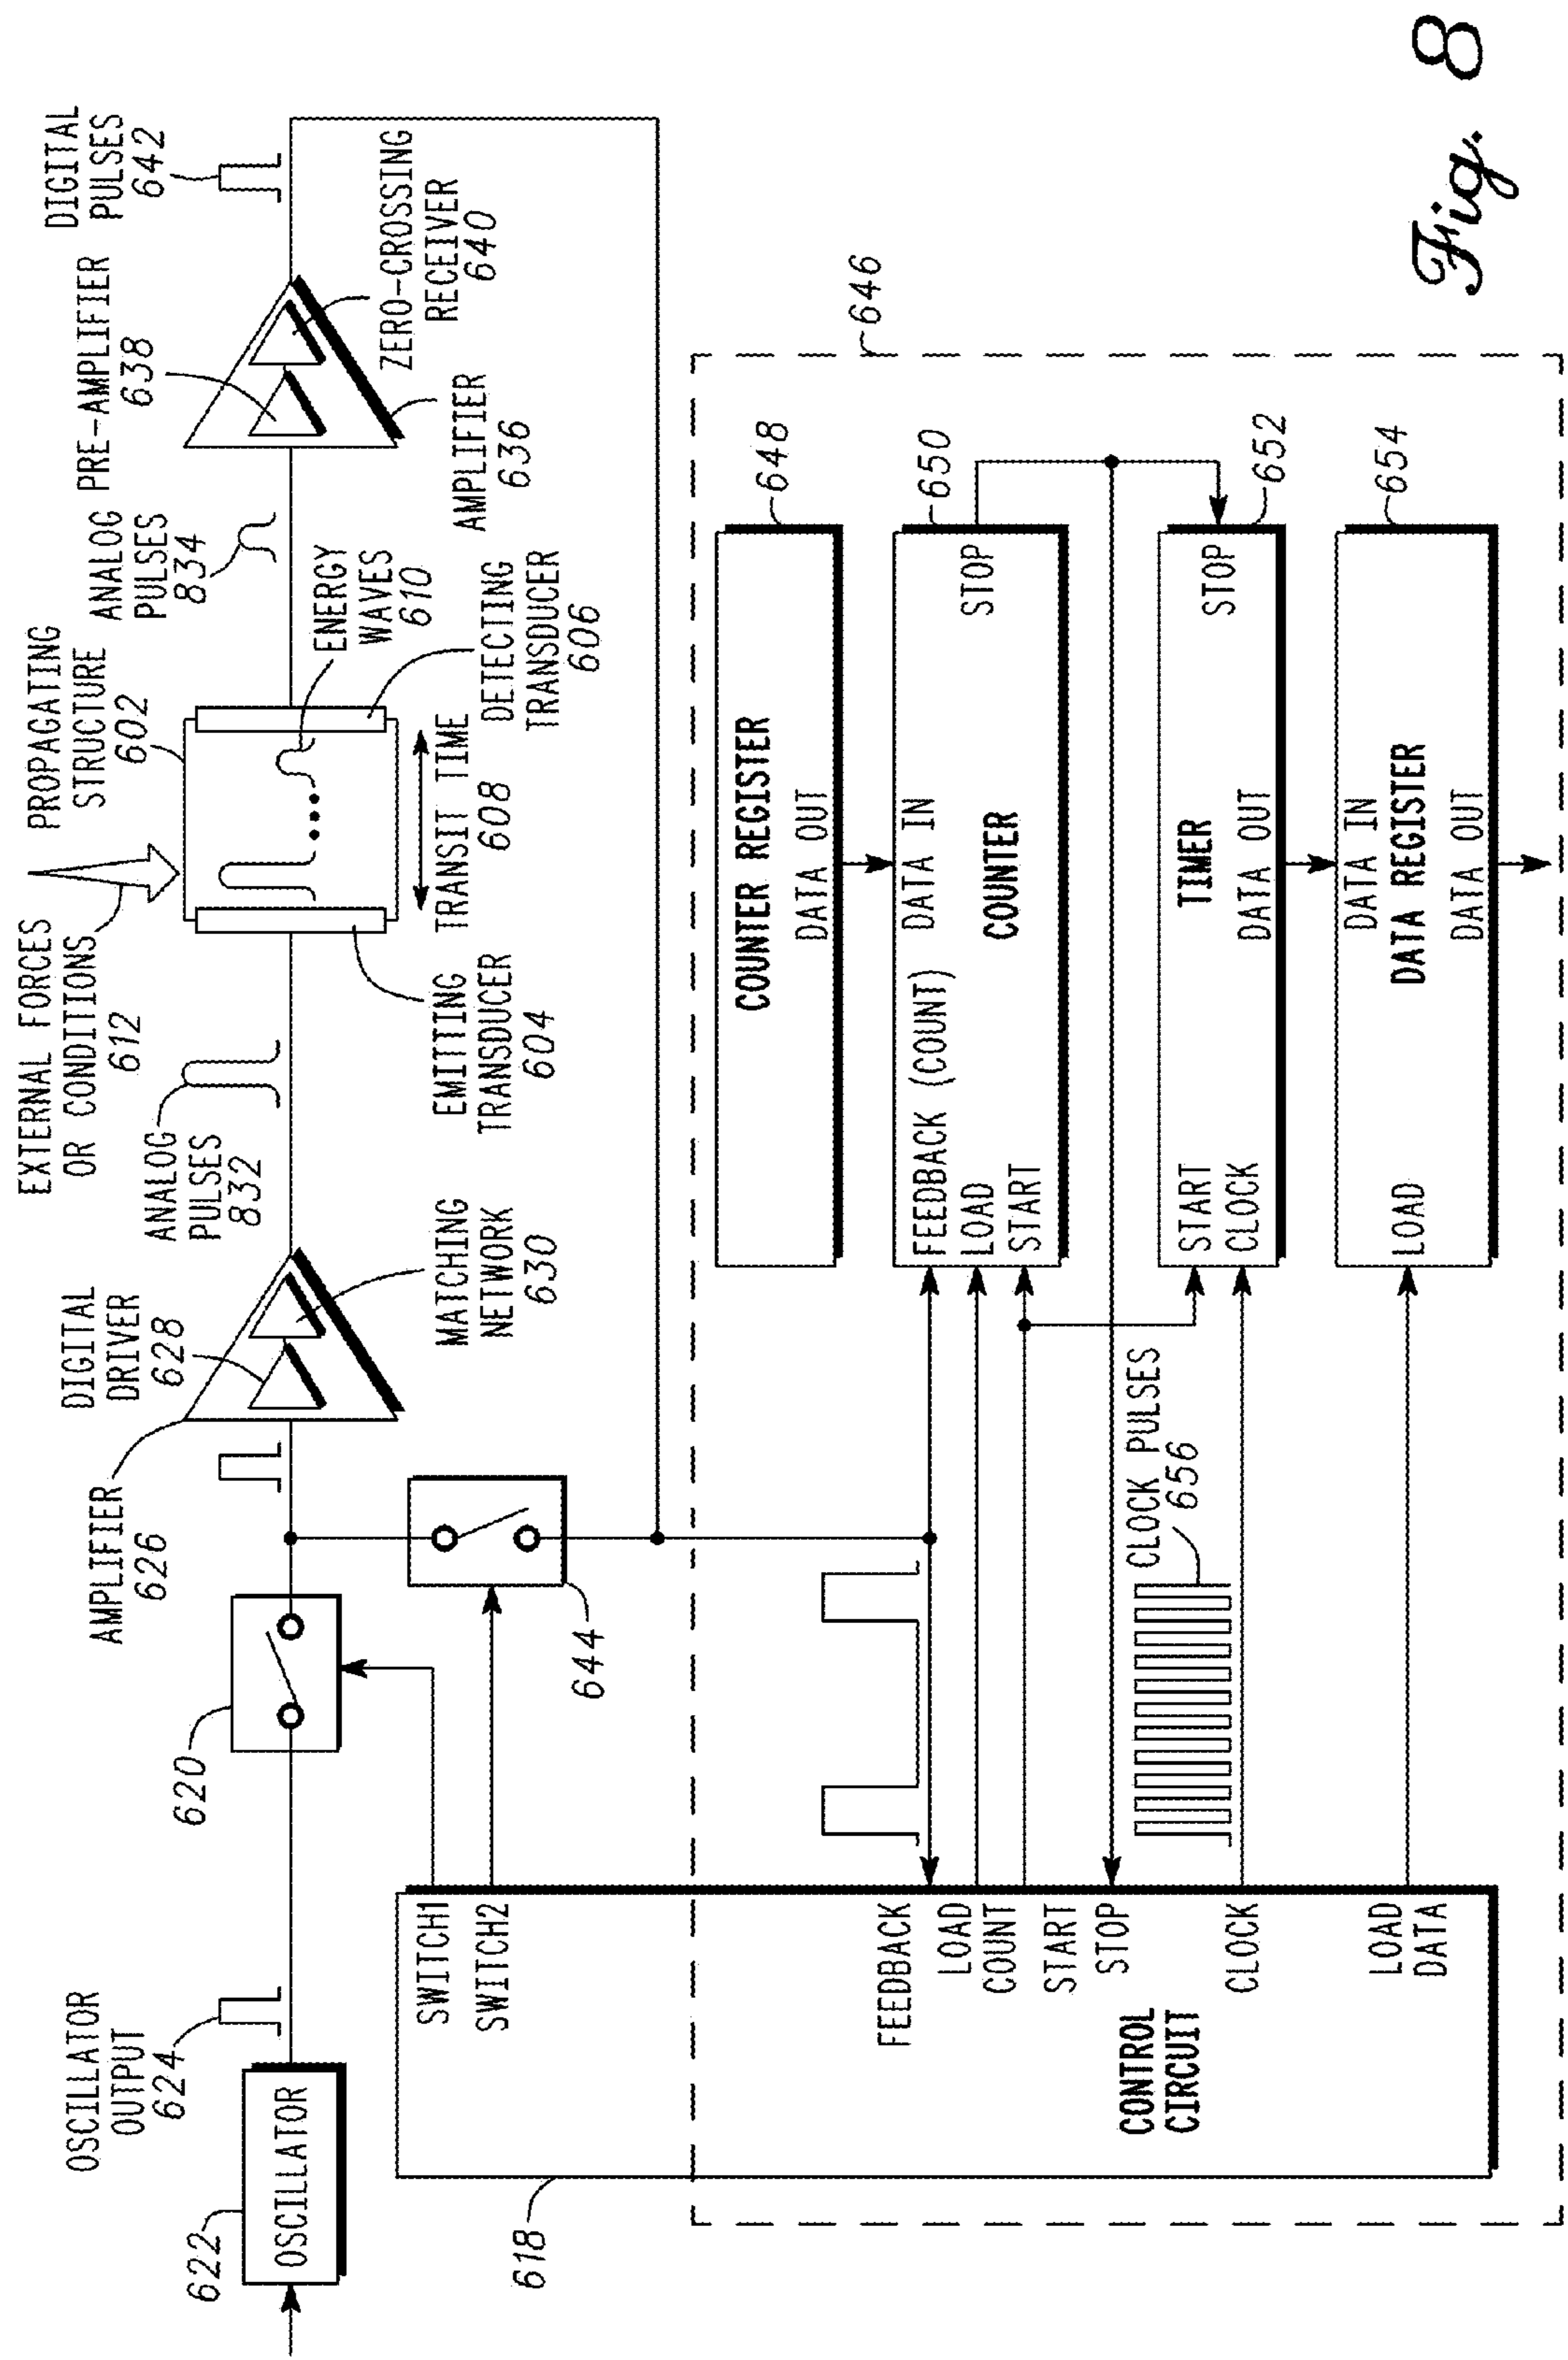 OSCILLATOR
OUTPUT
624
622
OSCILLATOR
620
AMPLIFIER
626
DIGITAL
DRIVER
628
MATCHING
NETWORK
630
644
ANALOG
PULSES
832
EXTERNAL FORCES
OR CONDITIONS
612
PROPAGATING
STRUCTURE
602
EMITTING
TRANSDUCER
604
TRANSIT TIME
608
ENERGY
WAVES
610
DETECTING
TRANSDUCER
606
ANALOG
PULSES
834
PRE-AMPLIFIER
638
AMPLIFIER
636
ZERO-CROSSING
RECEIVER
640
DIGITAL
PULSES
642
618
SWITCH1
SWITCH2
FEEDBACK
LOAD
COUNT
START
STOP
CLOCK
LOAD
DATA
CONTROL
CIRCUIT
CLOCK PULSES
656
646
COUNTER REGISTER
DATA OUT
648
FEEDBACK (COUNT)
DATA IN
LOAD
START
COUNTER
STOP
650
START
CLOCK
TIMER
DATA OUT
STOP
652
LOAD
DATA IN
DATA REGISTER
DATA OUT
654
Fig. 8